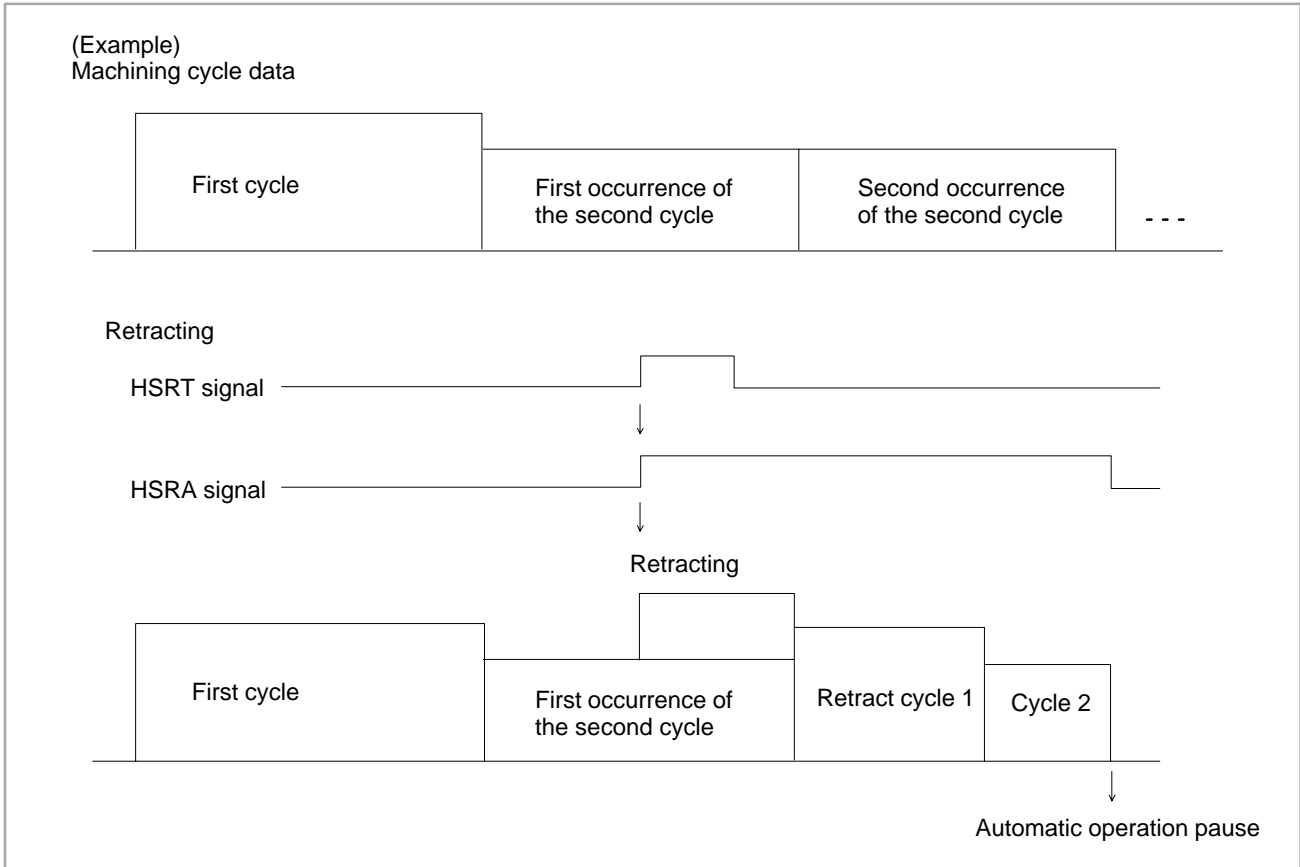 (Example)
Machining cycle data
First cycle
First occurrence of
the second cycle
Second occurrence
of the second cycle
- - -
Retracting
HSRT signal
HSRA signal
Retracting
First cycle
First occurrence of
the second cycle
Retract cycle 1
Cycle 2
Automatic operation pause